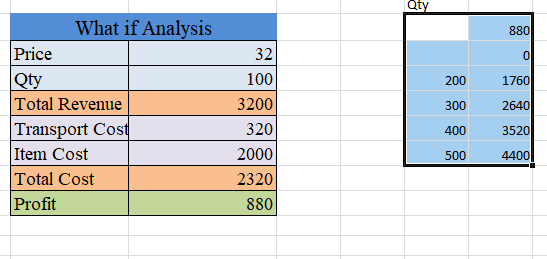 Qty
What if Analysis 880
Price 32 0
Qty 100 200 1760
Total Revenue 3200 300 2640
Transport Cost 320 400 3520
Item Cost 2000 500 4400
Total Cost 2320
Profit 880